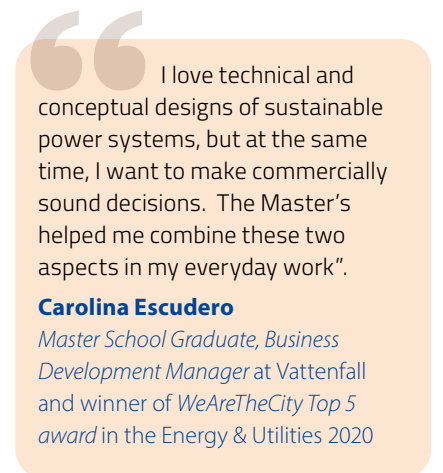 “
I love technical and
conceptual designs of sustainable
power systems, but at the same
time, I want to make commercially
sound decisions.  The Master’s
helped me combine these two
aspects in my everyday work”.
Carolina Escudero
Master School Graduate, Business
Development Manager at Vattenfall
and winner of WeAreTheCity Top 5
award in the Energy & Utilities 2020